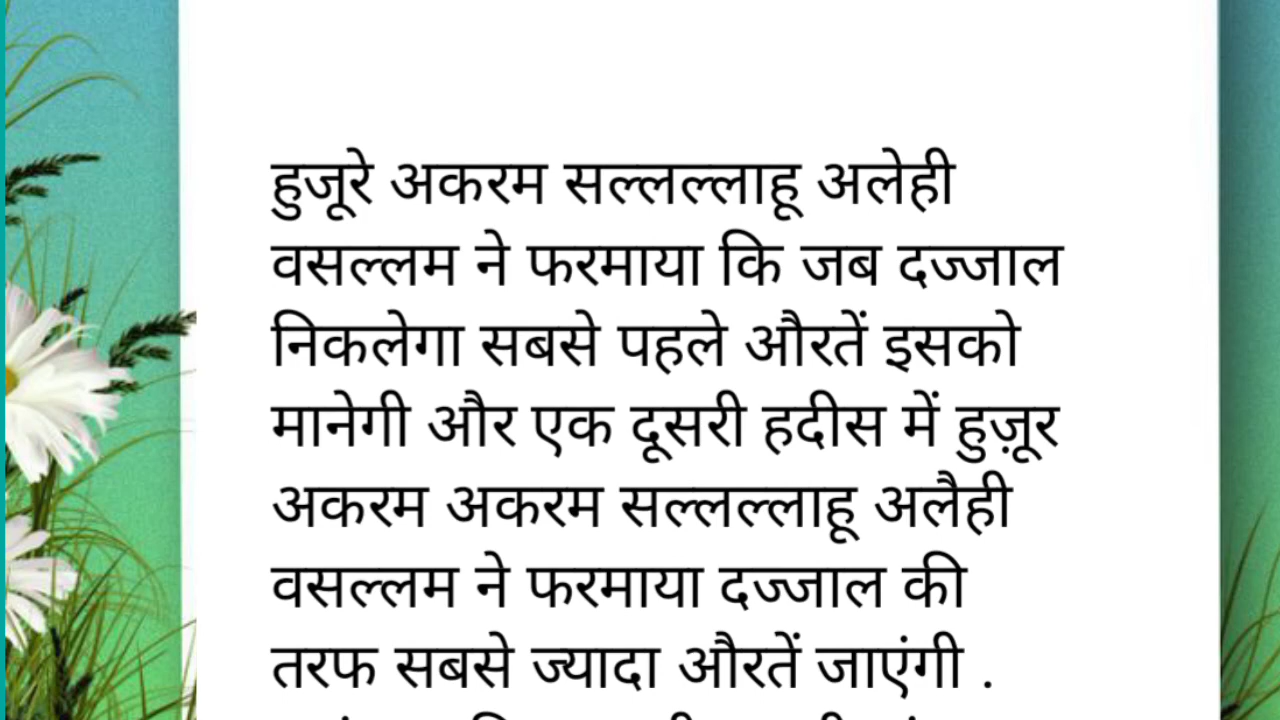 हुजूरे अकरम सल्लल्लाहू अलेही
वसल्लम ने फरमाया कि जब दज्जाल
निकलेगा सबसे पहले औरतें इसको
मानेगी और एक दूसरी हदीस में हुज़ूर
अकरम अकरम सल्लल्लाहू अलैही
वसल्लम ने फरमाया दज्जाल की
तरफ सबसे ज्यादा औरतें जाएंगी .